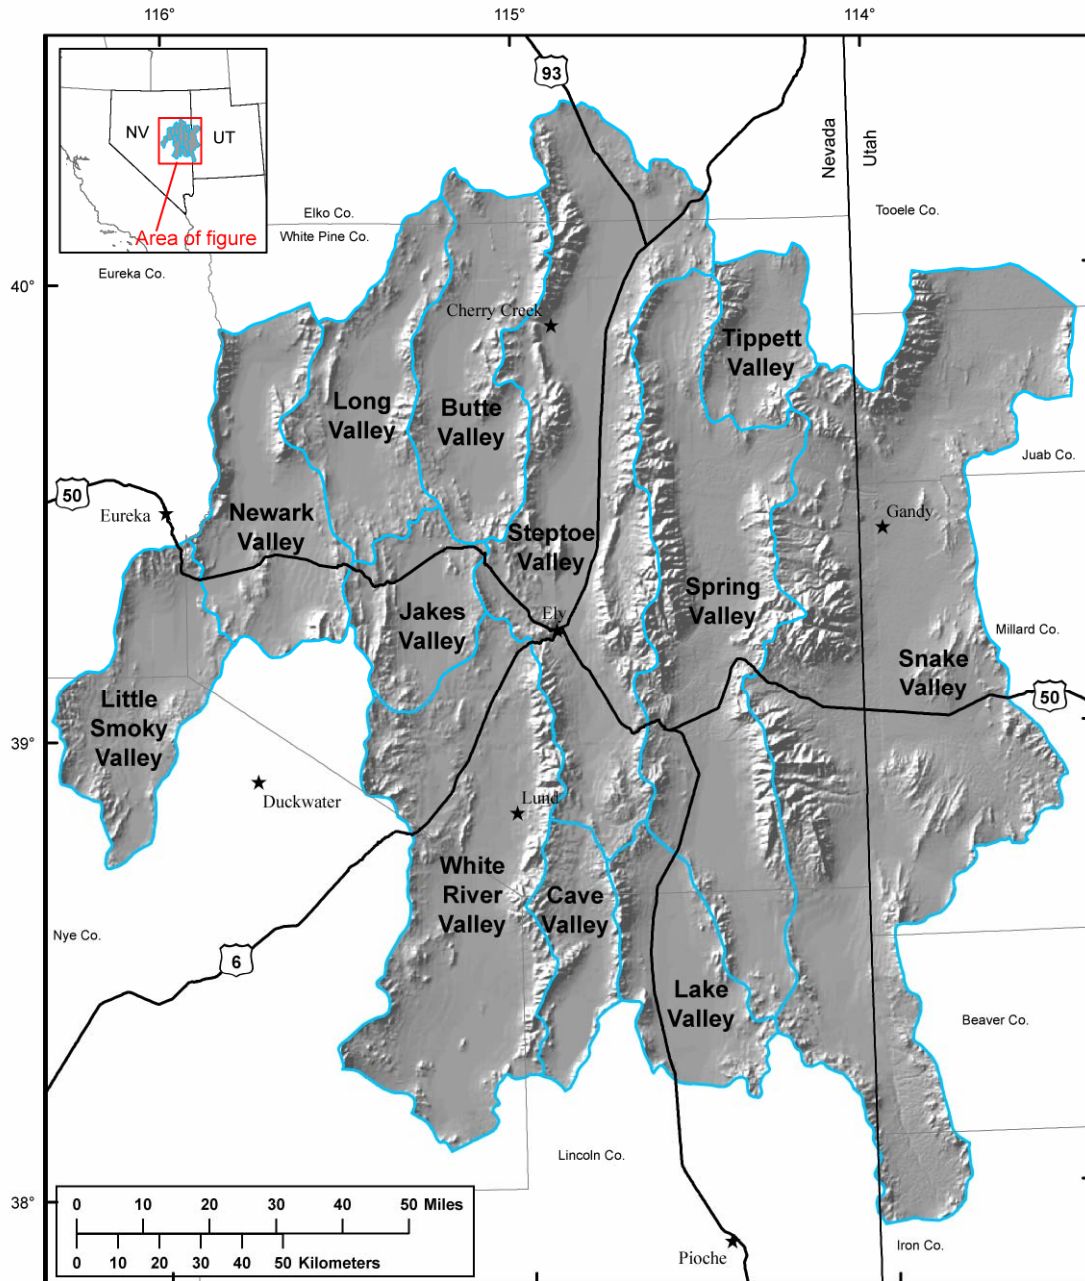 116°
115°
114°
93
NV
UT
Area of figure
Nevada
Utah
Elko Co.
White Pine Co.
Tooele Co.
Eureka Co.
40°
Cherry Creek
Tippett
Valley
Long
Valley
Butte
Valley
Juab Co.
50
Eureka
Newark
Valley
Steptoe
Valley
Gandy
Spring
Valley
Jakes
Valley
Ely
Millard Co.
Snake
Valley
50
Little
Smoky
Valley
39°
Duckwater
Lund
White
River
Valley
Cave
Valley
Nye Co.
6
Lake
Valley
Beaver Co.
Lincoln Co.
38°
0 10 20 30 40 50 Miles
0 10 20 30 40 50 Kilometers
Pioche
Iron Co.